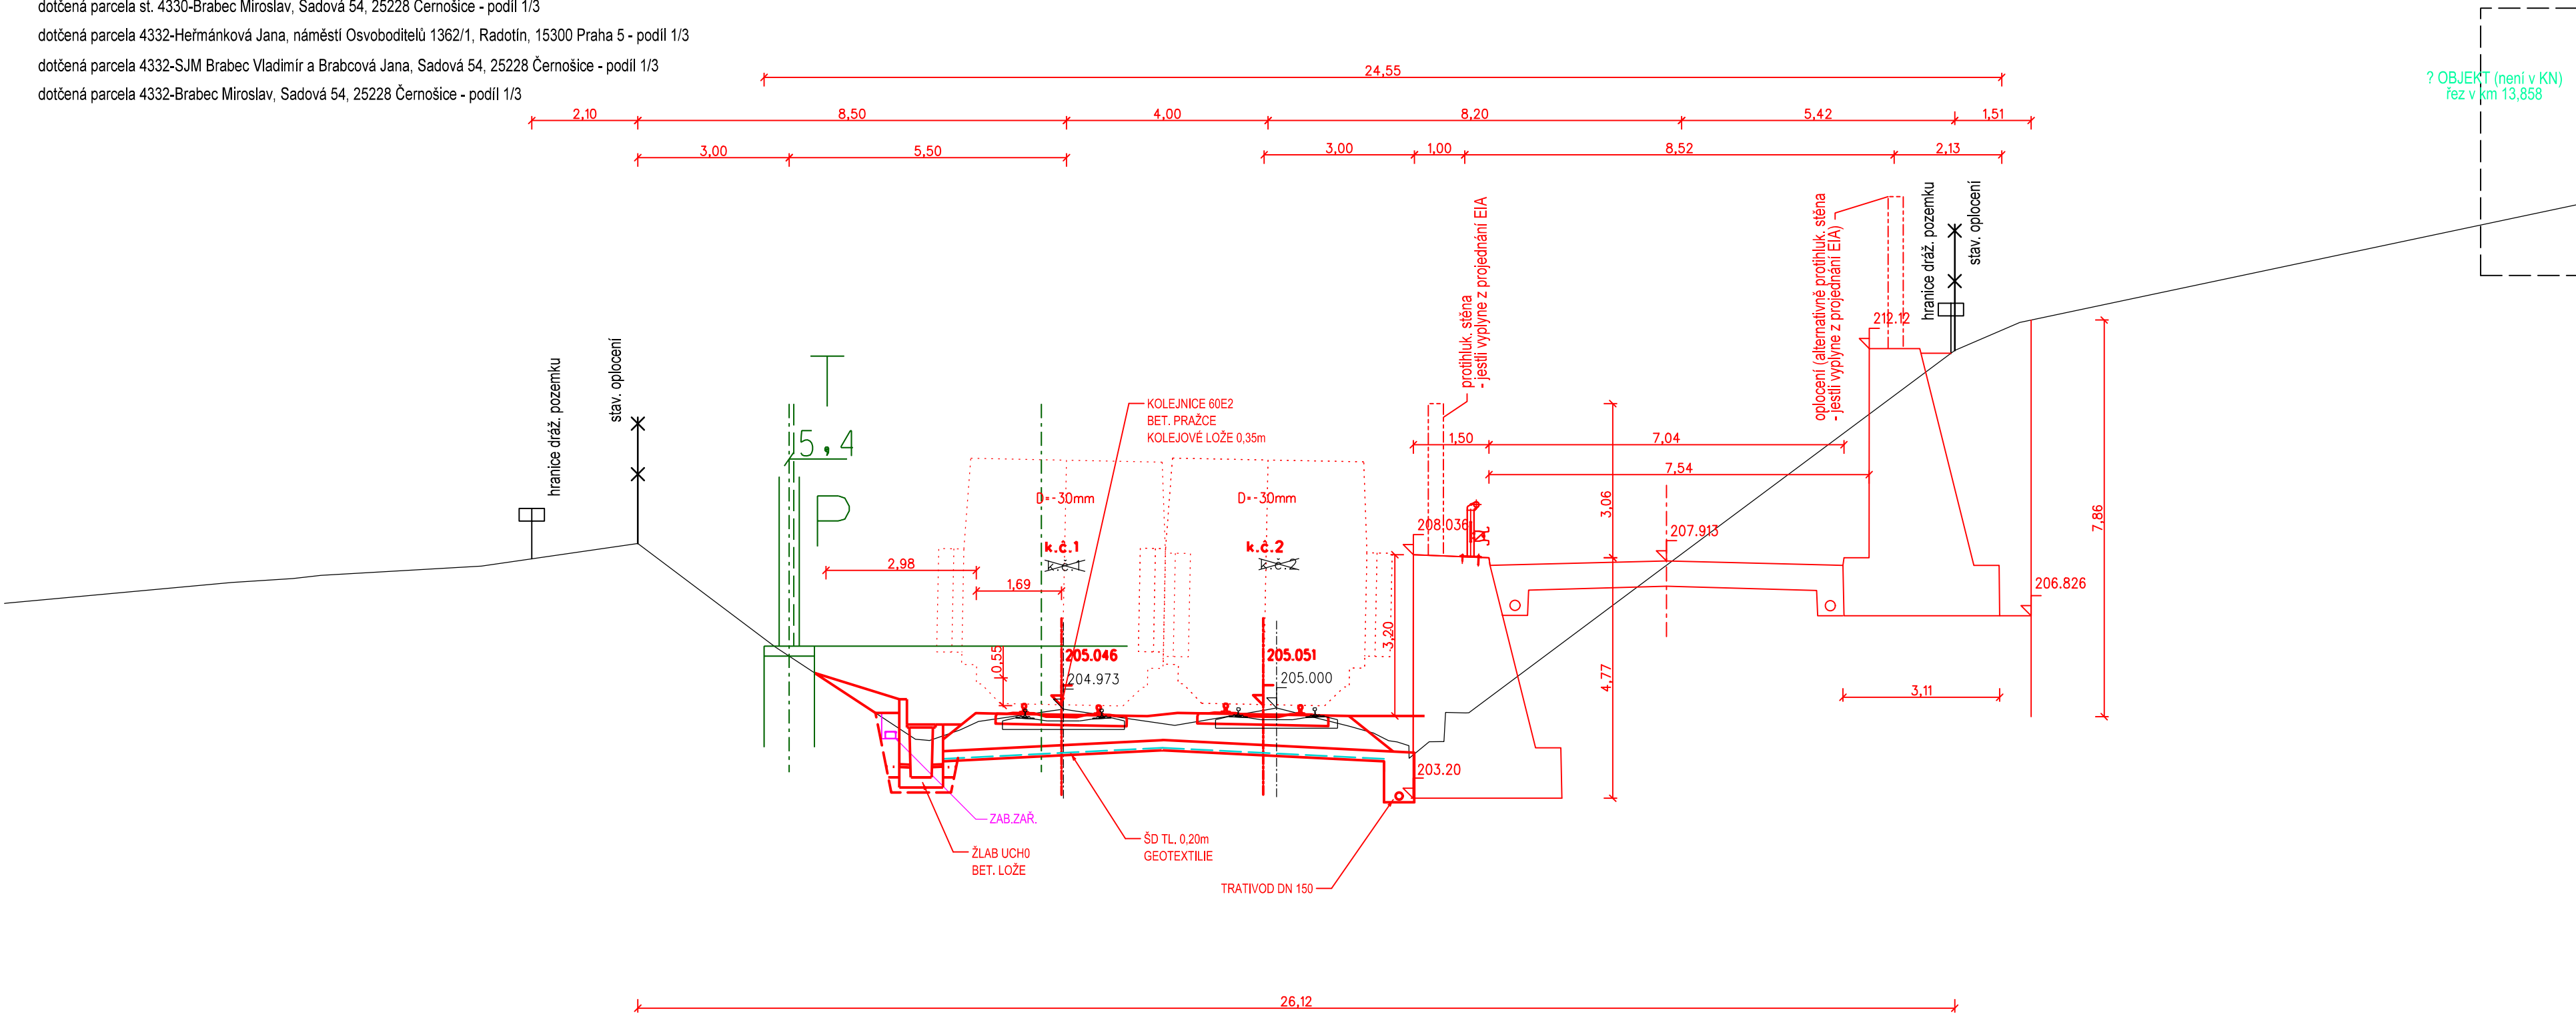 dotčená parcela st. 4330-Brabec Miroslav, Sadová 54, 25228 Černošice - podíl 1/3
dotčená parcela 4332-Heřmánková Jana, náměstí Osvoboditelů 1362/1, Radotín, 15300 Praha 5 - podíl 1/3
dotčená parcela 4332-SJM Brabec Vladimír a Brabcová Jana, Sadová 54, 25228 Černošice - podíl 1/3
dotčená parcela 4332-Brabec Miroslav, Sadová 54, 25228 Černošice - podíl 1/3
24,55
? OBJEKT (není v KN)
řez v km 13,858
2,10
8,50
4,00
8,20
5,42
1,51
3,00
5,50
3,00
1,00
8,52
2,13
hranice dráž. pozemku
stav. oplocení
T
5,4
P
KOLEJNICE 60E2
BET. PRAŽCE
KOLEJOVÉ LOŽE 0,35m
protihluk. stěna
- jestli vyplyne z projednání EIA
oplocení (alternativně protihluk. stěna
- jestli vyplyne z projednání EIA)
hranice dráž. pozemku
stav. oplocení
212.12
1,50
7,04
7,54
D=-30mm
D=-30mm
3,06
7,86
208,036
207.913
k.č.1
k.č.1
k.č.2
k.č.2
2,98
1,69
206.826
3,20
0,55
205.046
204.973
205.051
205.000
4,77
3,11
203.20
ZAB.ZAŘ.
ŽLAB UCH0
BET. LOŽE
ŠD TL. 0,20m
GEOTEXTILIE
TRATIVOD DN 150
26,12